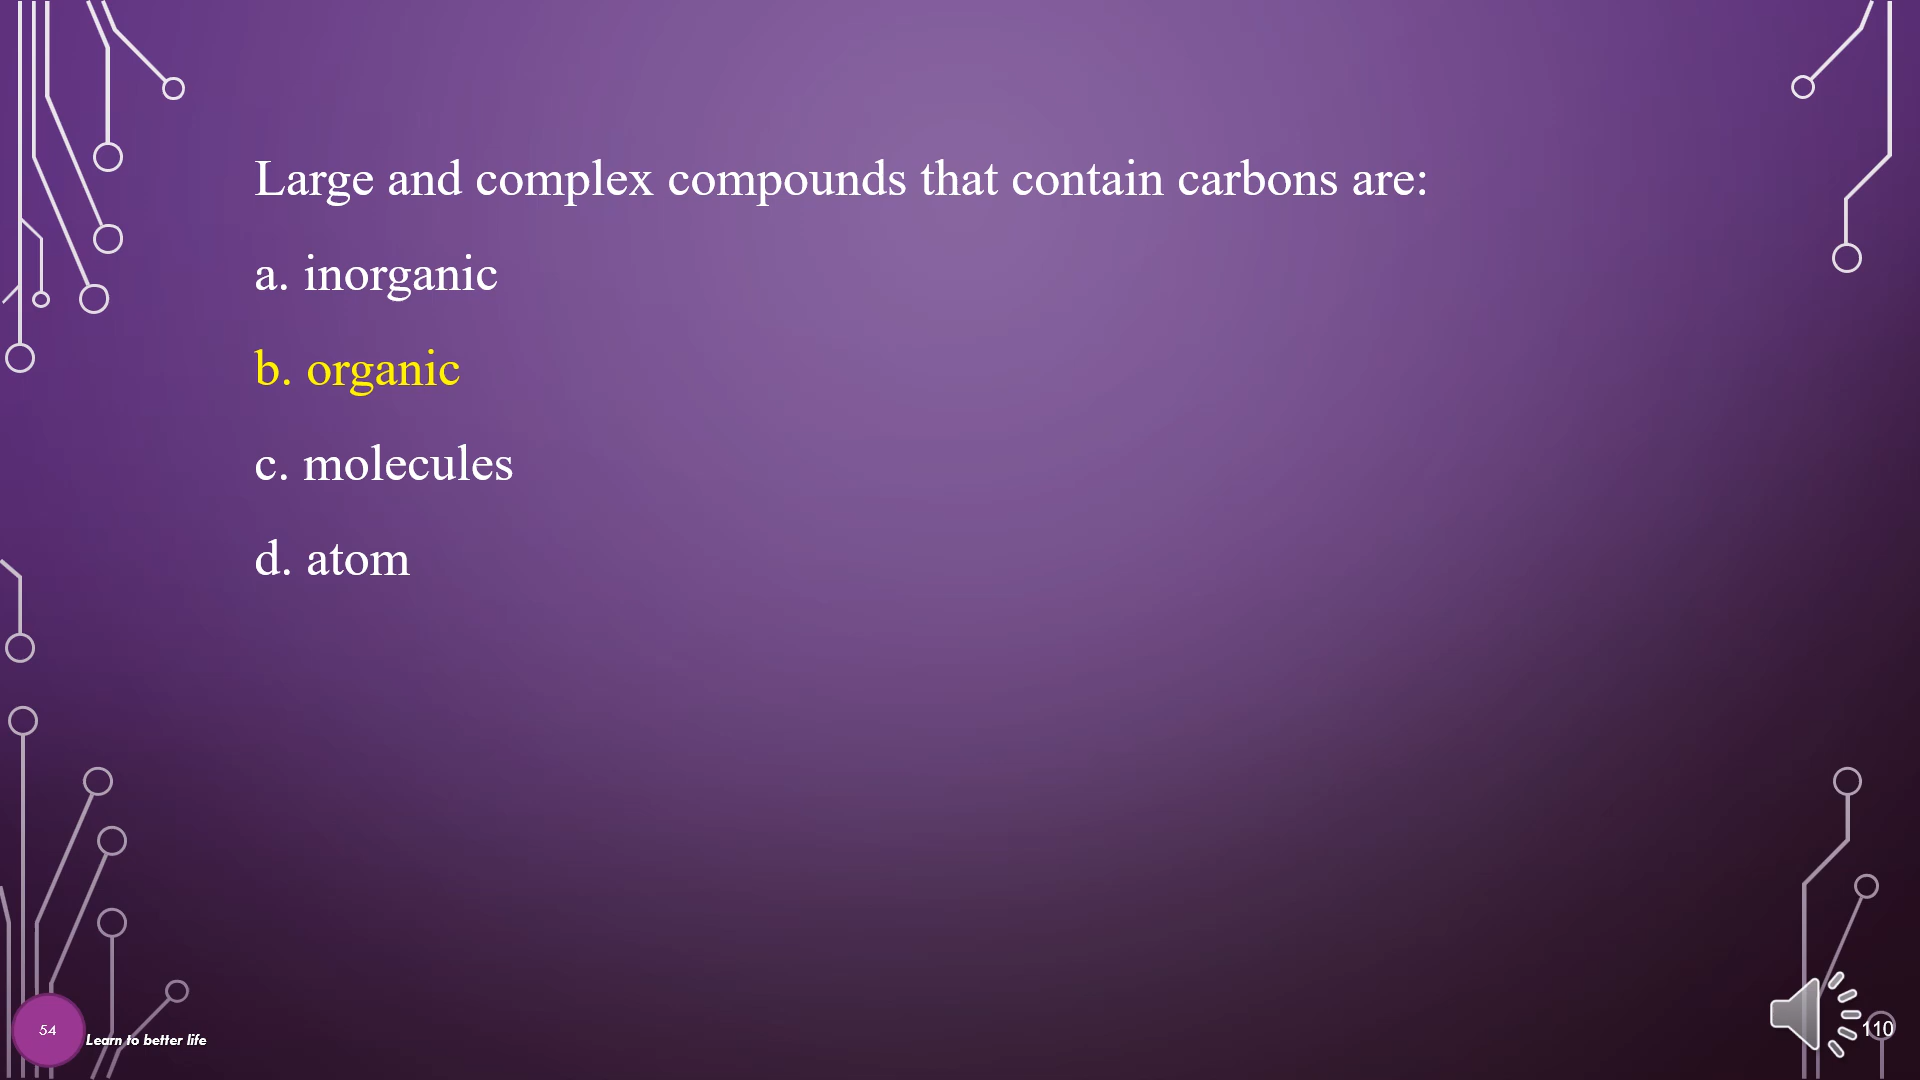 Large and complex compounds that contain carbons are:
a. inorganic
b. organic
c. molecules
d. atom
54
Learn to better life
110